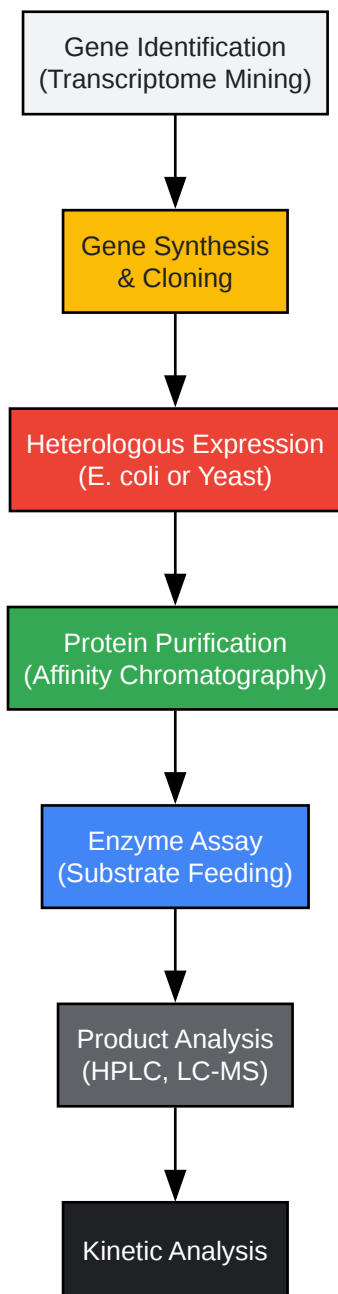 Gene Identification
(Transcriptome Mining)
Gene Synthesis
& Cloning
Heterologous Expression
(E. coli or Yeast)
Protein Purification
(Affinity Chromatography)
Enzyme Assay
(Substrate Feeding)
Product Analysis
(HPLC, LC-MS)
Kinetic Analysis